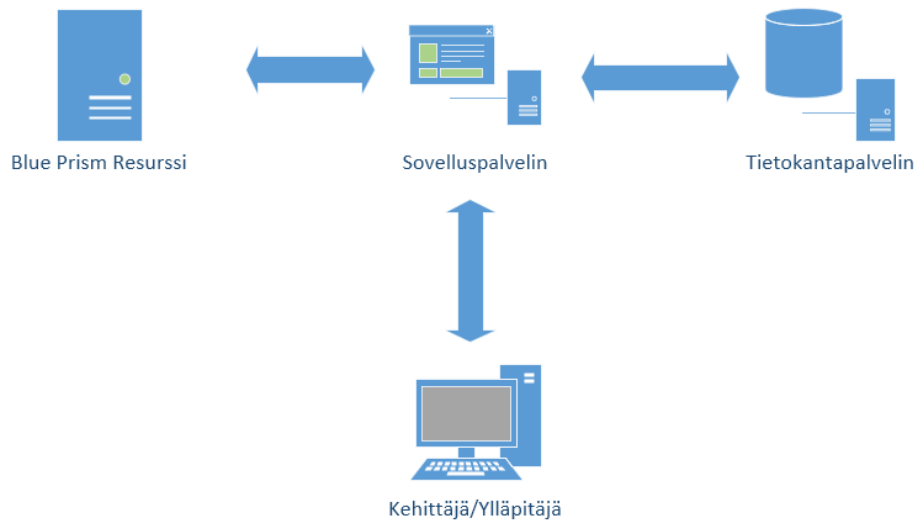 Blue Prism Resurssi
Sovelluspalvelin
Tietokantapalvelin
Kehittäjä/Ylläpitäjä